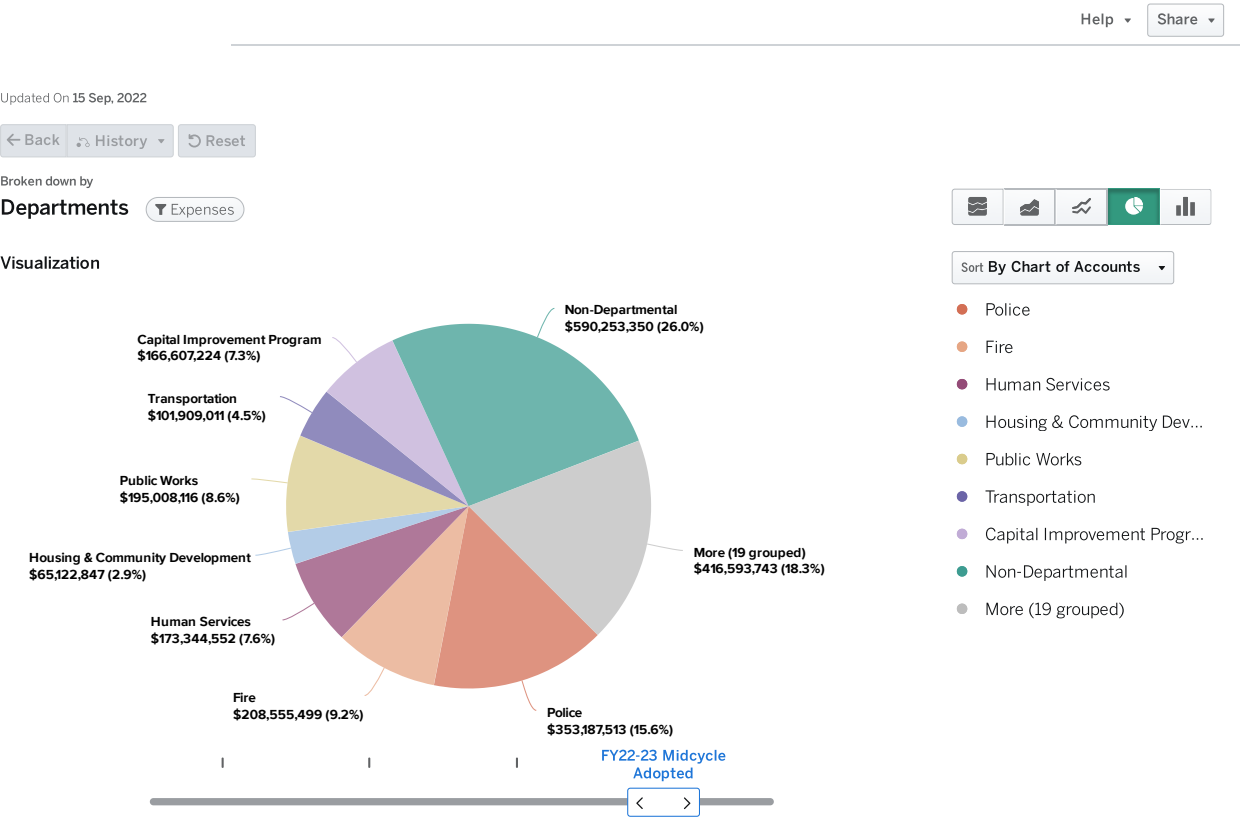 Help
Share
Updated On 15 Sep, 2022
Back
History
Reset
Broken down by
Departments
Expenses
Visualization
Sort By Chart of Accounts
Non-Departmental
$590,253,350 (26.0%)
Capital Improvement Program
$166,607,224 (7.3%)
Transportation
$101,909,011 (4.5%)
Public Works
$195,008,116 (8.6%)
Housing & Community Development
$65,122,847 (2.9%)
Human Services
$173,344,552 (7.6%)
Fire
$208,555,499 (9.2%)
Police
$353,187,513 (15.6%)
More (19 grouped)
$416,593,743 (18.3%)
Police
Fire
Human Services
Housing & Community Dev...
Public Works
Transportation
Capital Improvement Progr...
Non-Departmental
More (19 grouped)
FY22-23 Midcycle
Adopted